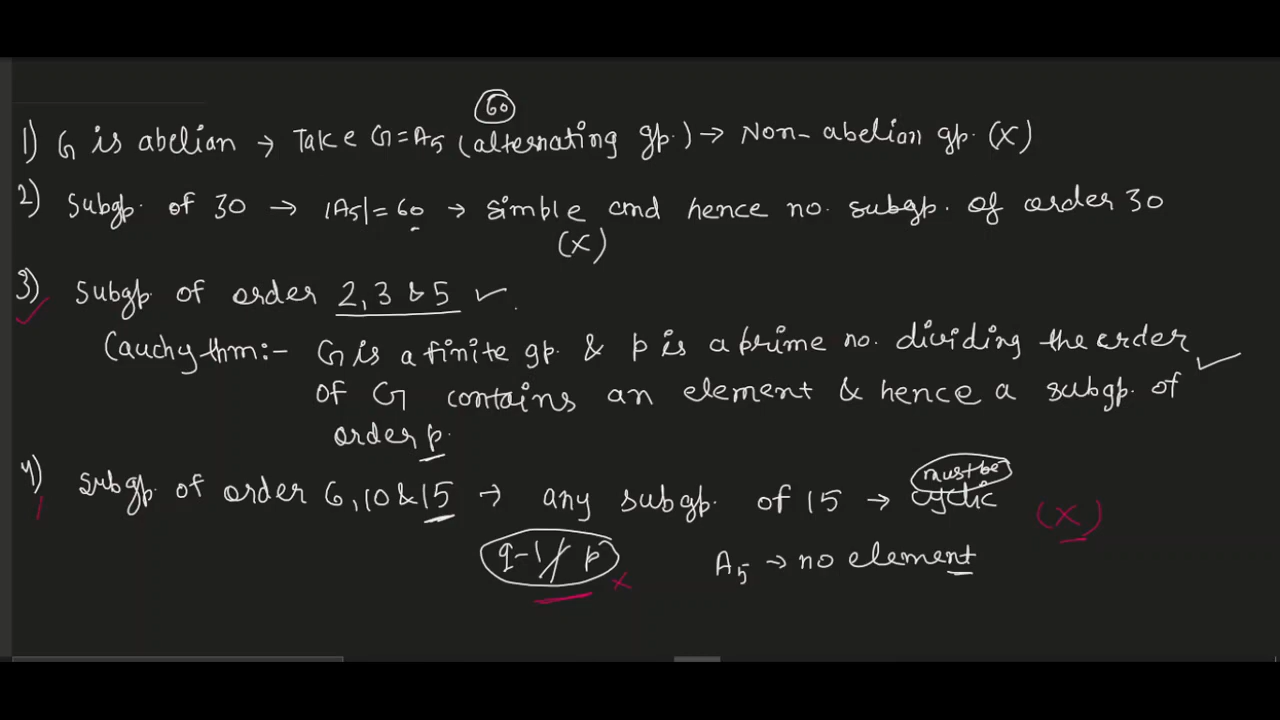 60
1) G is abelian → Take G = A5 (alternating gp.) → Non-abelian gp. (X)
2) Subgp. of 30 → |A5| = 60 → simple and hence no. subgp. of order 30
(X)
3) Subgp. of order 2, 3 & 5 ✓
Cauchy thm:- G is a finite gp. & p is a prime no. dividing the order
of G contains an element & hence a subgp. of
order p.
must be
4) subgp. of order 6, 10 & 15 → any subgp. of 15 → cyclic (X)
q-1 ∤ p x A5 → no element